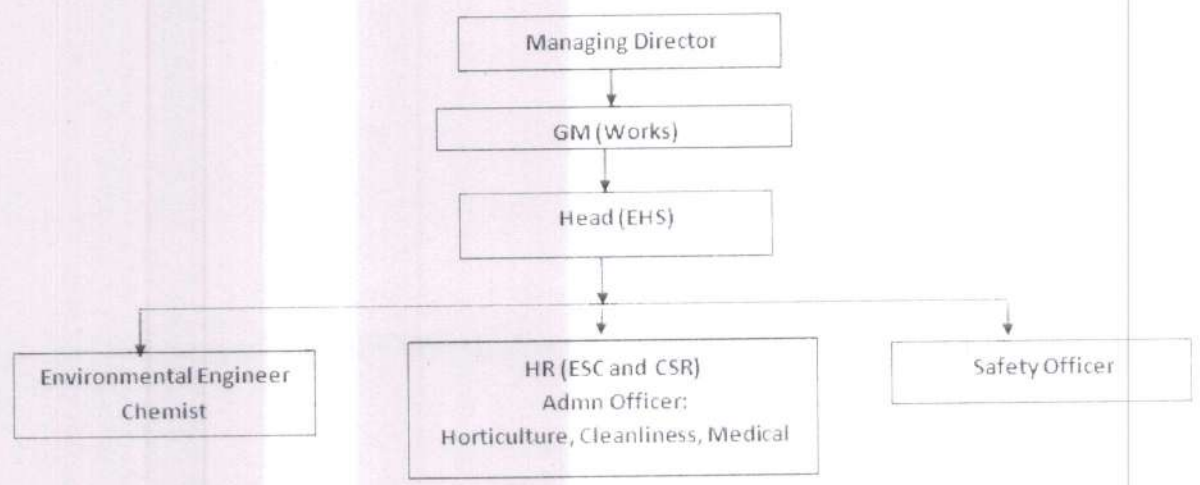 Managing Director
GM (Works)
Head (EHS)
Environmental Engineer
Chemist
HR (ESC and CSR)
Admn Officer:
Horticulture, Cleanliness, Medical
Safety Officer